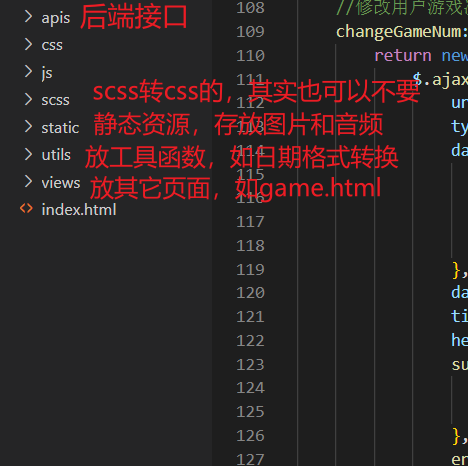 apis 后端接口
css
js
scss scss转css的，其实也可以不要
static 静态资源，存放图片和音频
utils 放工具函数，如日期格式转换
views 放其它页面，如game.html
index.html
108 //修改用户游戏
109 changeGameNum:
110 return new
111 $.ajax
112 ur
113 ty
114 da
115
116
117
118
119 },
120 da
121 ti
122 he
123 su
124
125
126 },
127 er